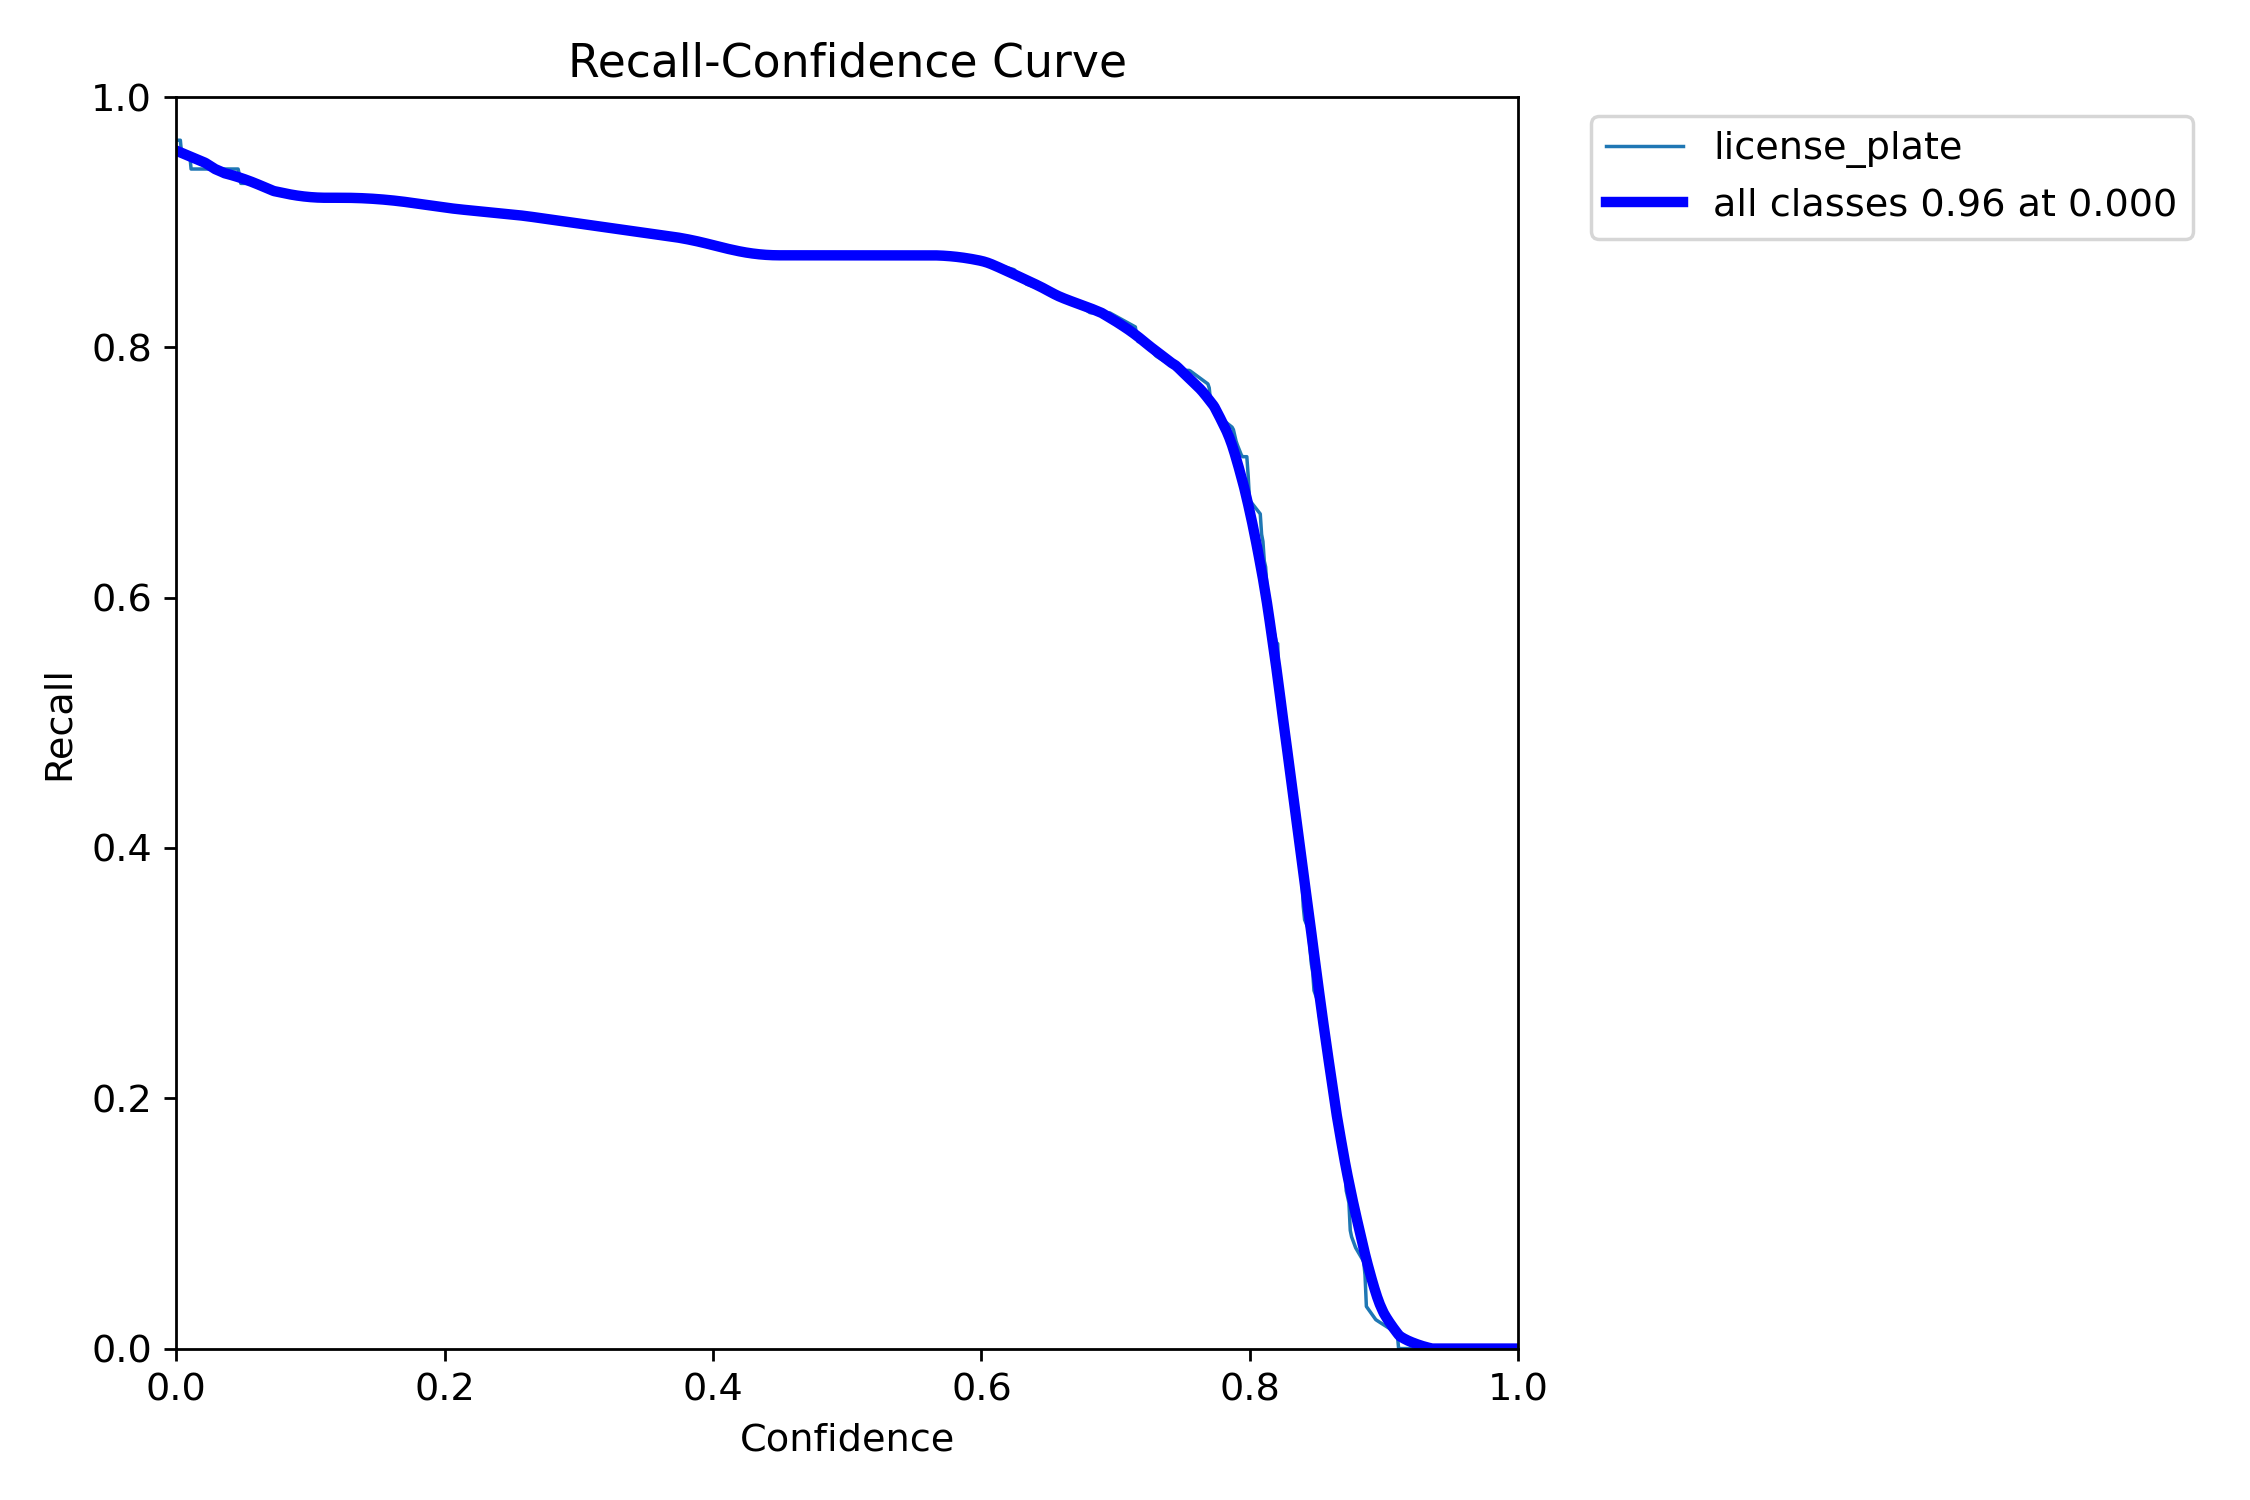 Recall-Confidence Curve
1.0
0.8
0.6
0.4
0.2
0.0
Recall
0.0 0.2 0.4 0.6 0.8 1.0
Confidence
license_plate
all classes 0.96 at 0.000